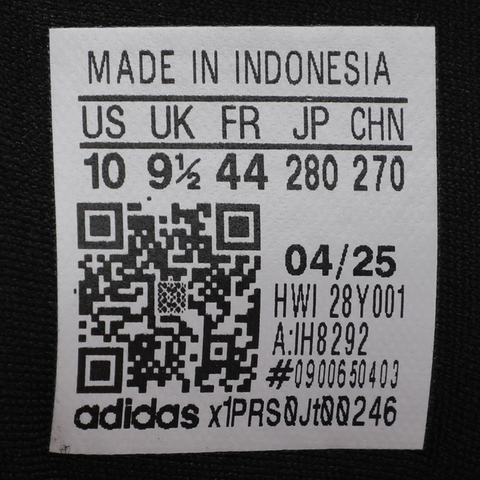 MADE IN INDONESIA
US UK FR JP CHN
10 9½ 44 280 270
04/25
HWI 28Y001
A:IH8292
#0900650403
adidas x1PRS0Jt00246